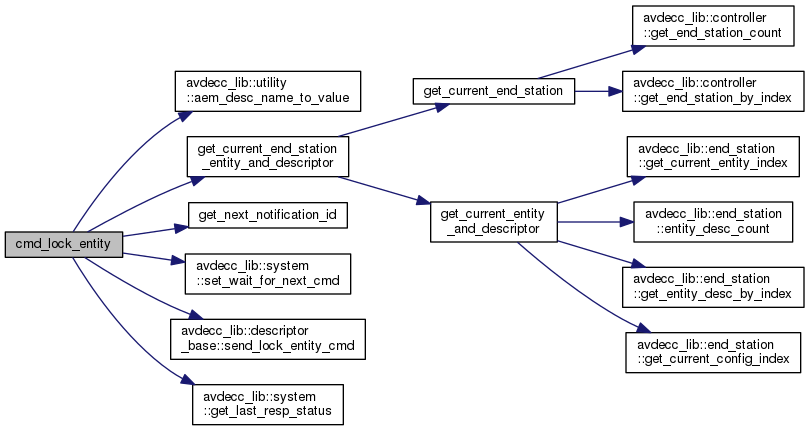 cmd_lock_entity
avdecc_lib::utility
::aem_desc_name_to_value
get_current_end_station
_entity_and_descriptor
get_current_end_station
avdecc_lib::controller
::get_end_station_count
avdecc_lib::controller
::get_end_station_by_index
get_current_entity
_and_descriptor
avdecc_lib::end_station
::get_current_entity_index
avdecc_lib::end_station
::entity_desc_count
avdecc_lib::end_station
::get_entity_desc_by_index
avdecc_lib::end_station
::get_current_config_index
get_next_notification_id
avdecc_lib::system
::set_wait_for_next_cmd
avdecc_lib::descriptor
_base::send_lock_entity_cmd
avdecc_lib::system
::get_last_resp_status